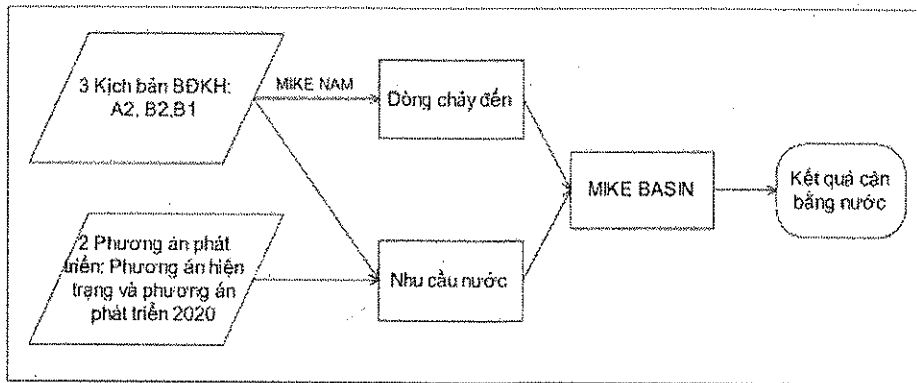 3 Kịch bản BĐKH:
A2, B2,B1
MIKE NAM
Dòng chảy đến
2 Phương án phát
triển: Phương án hiện
trạng và phương án
phát triển 2020
Nhu cầu nước
MIKE BASIN
Kết quả cân
bằng nước